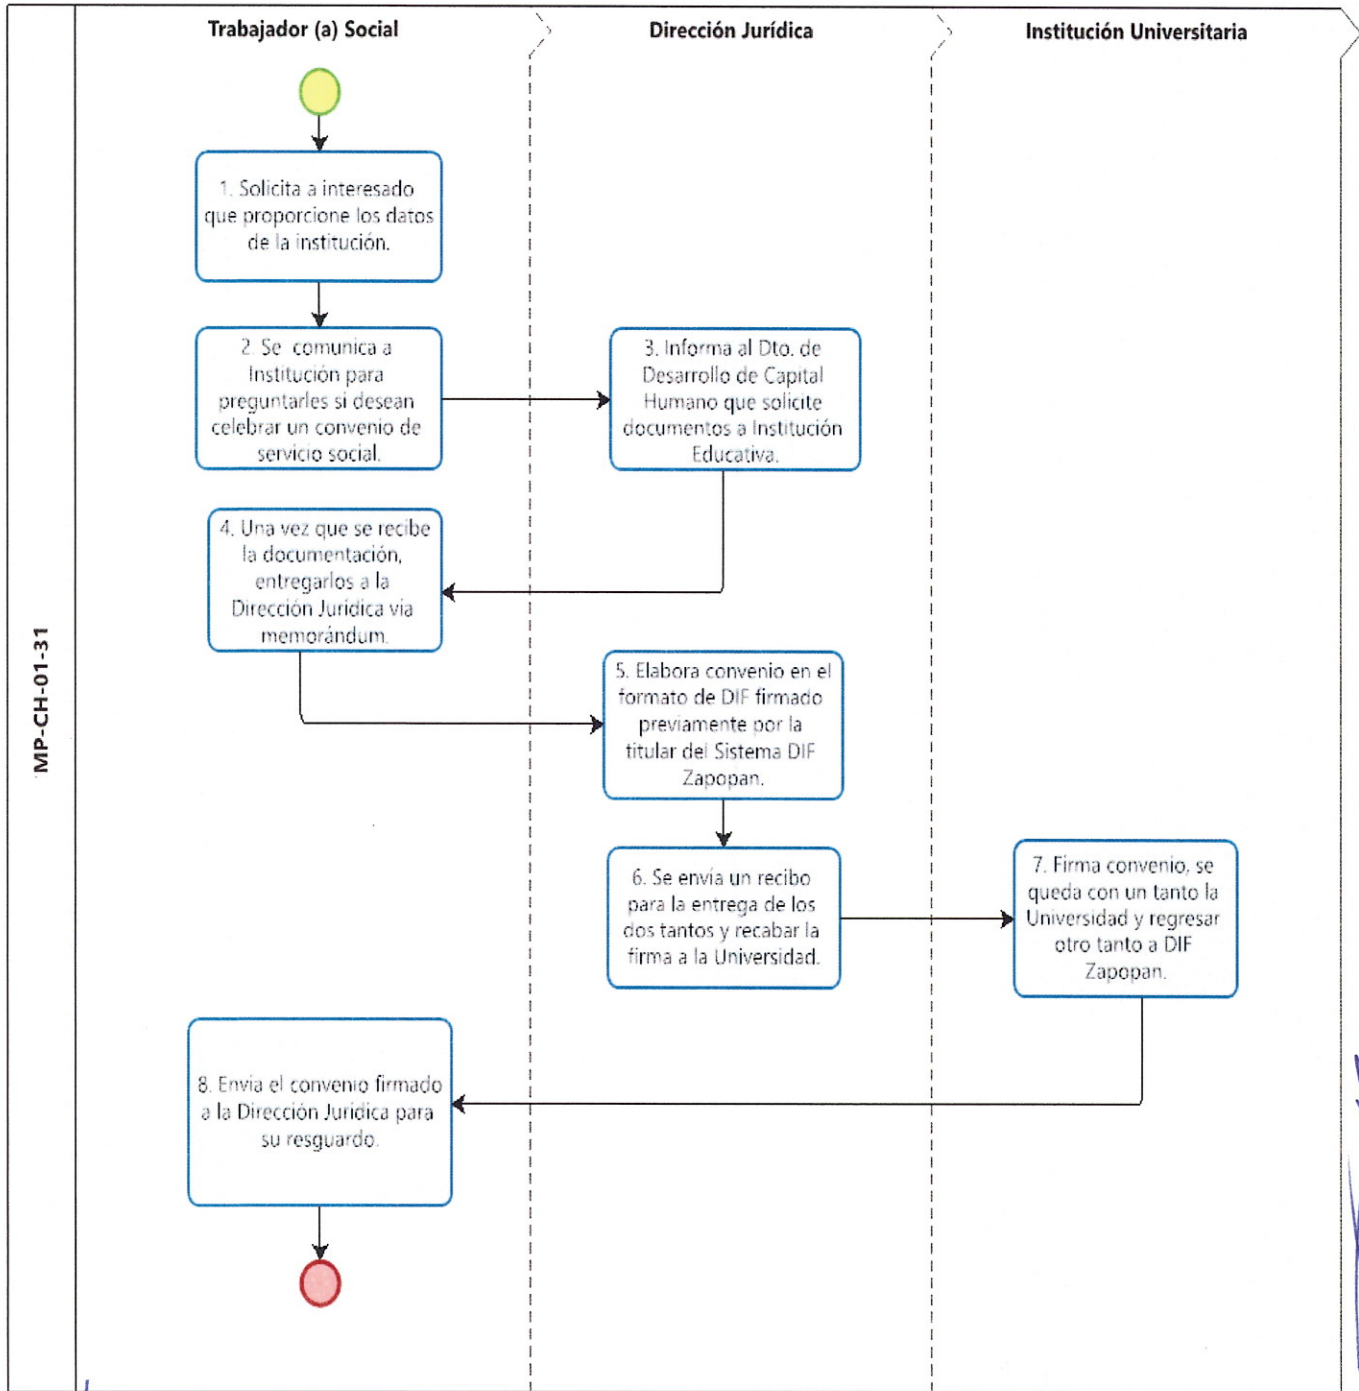 Trabajador (a) Social
Dirección Jurídica
Institución Universitaria
MP-CH-01-31
1. Solicita a interesado
que proporcione los datos
de la institución.
2. Se comunica a
Institución para
preguntarles si desean
celebrar un convenio de
servicio social.
3. Informa al Dto. de
Desarrollo de Capital
Humano que solicite
documentos a Institución
Educativa.
4. Una vez que se recibe
la documentación,
entregarlos a la
Dirección Jurídica vía
memorándum.
5. Elabora convenio en el
formato de DIF firmado
previamente por la
titular del Sistema DIF
Zapopan.
6. Se envía un recibo
para la entrega de los
dos tantos y recabar la
firma a la Universidad.
7. Firma convenio, se
queda con un tanto la
Universidad y regresar
otro tanto a DIF
Zapopan.
8. Envía el convenio firmado
a la Dirección Jurídica para
su resguardo.